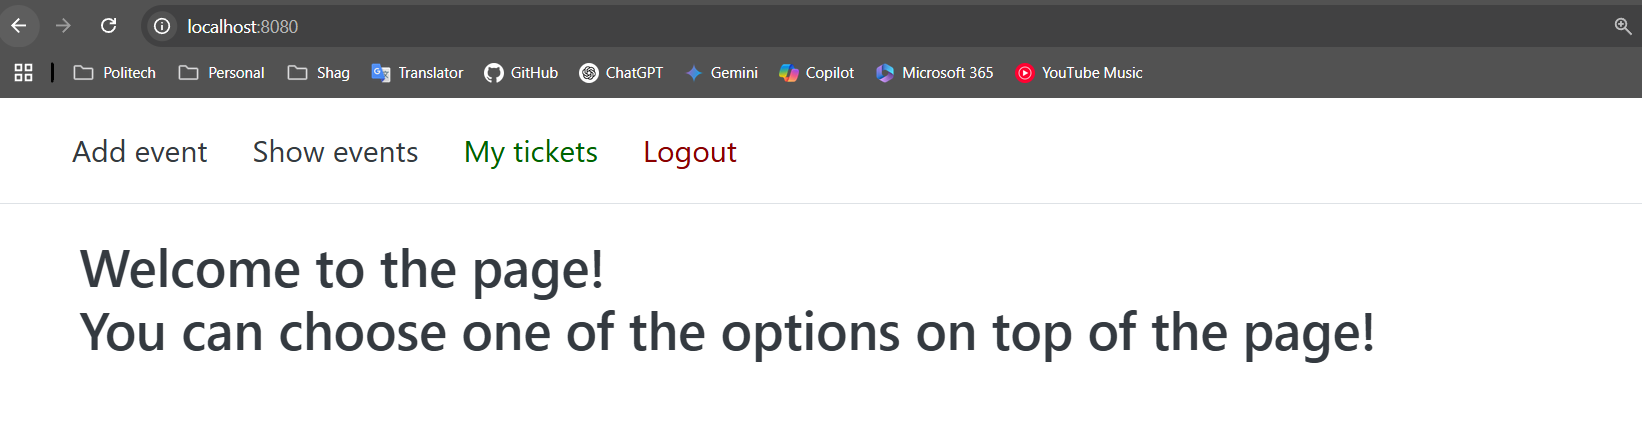 localhost:8080
Politech Personal Shag Translator GitHub ChatGPT Gemini Copilot Microsoft 365 YouTube Music
Add event Show events My tickets Logout
Welcome to the page!
You can choose one of the options on top of the page!